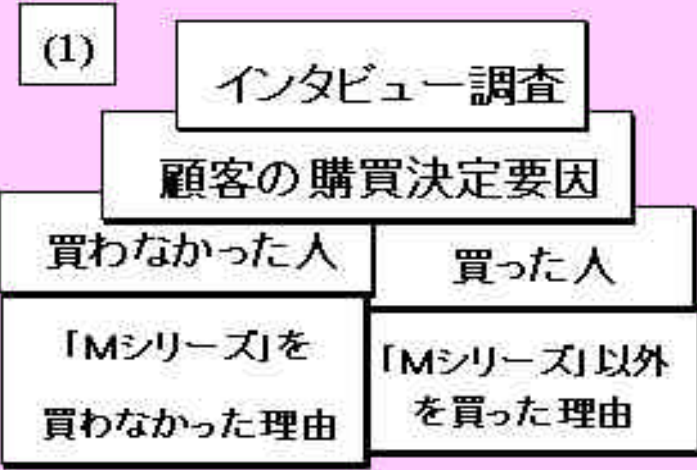 (1)
インタビュー調査
顧客の購買決定要因
買わなかった人
買った人
「Mシリーズ」を
買わなかった理由
「Mシリーズ」以外
を買った理由